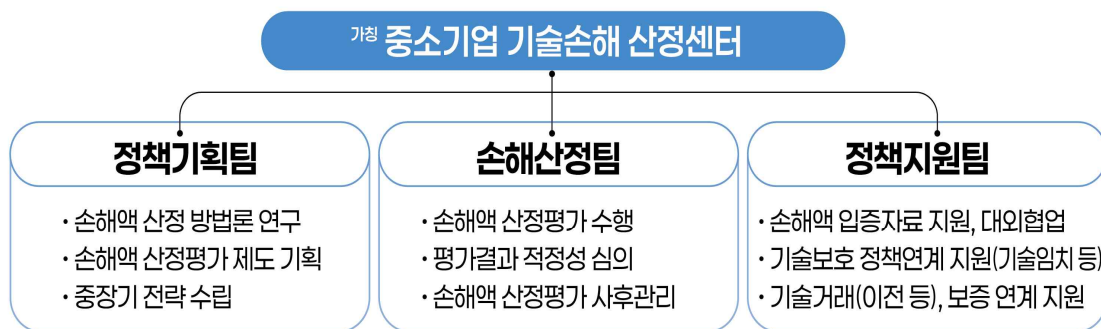 가칭 중소기업 기술손해 산정센터
정책기획팀
· 손해액 산정 방법론 연구
· 손해액 산정평가 제도 기획
· 중장기 전략 수립
손해산정팀
· 손해액 산정평가 수행
· 평가결과 적정성 심의
· 손해액 산정평가 사후관리
정책지원팀
· 손해액 입증자료 지원, 대외협업
· 기술보호 정책연계 지원(기술임치 등)
· 기술거래(이전 등), 보증 연계 지원